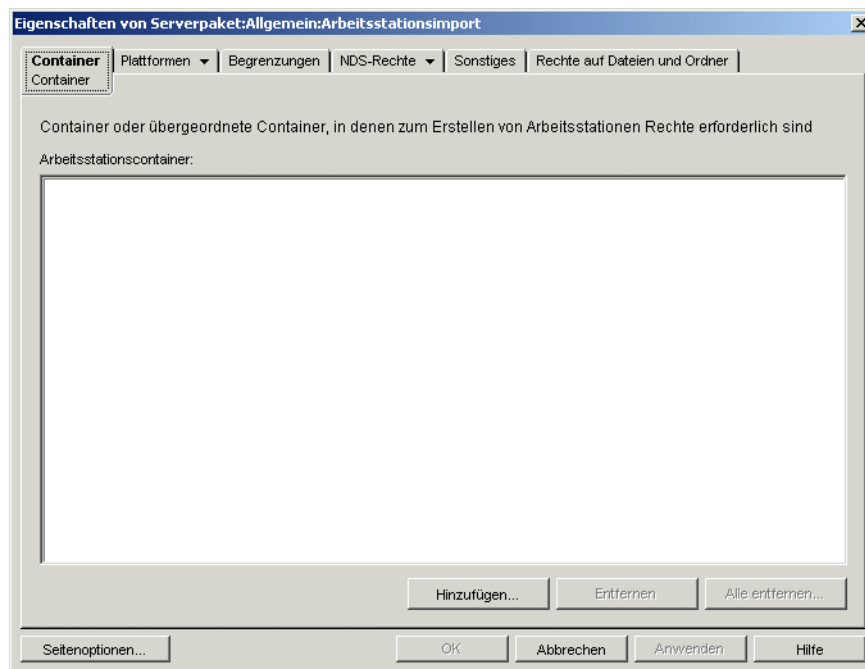 Eigenschaften von Serverpaket:Allgemein:Arbeitsstationsimport
Container Plattformen Begrenzungen NDS-Rechte Sonstiges Rechte auf Dateien und Ordner
Container
Container oder übergeordnete Container, in denen zum Erstellen von Arbeitsstationen Rechte erforderlich sind
Arbeitsstationscontainer:
Hinzufügen... Entfernen Alle entfernen...
Seitenoptionen... OK Abbrechen Anwenden Hilfe